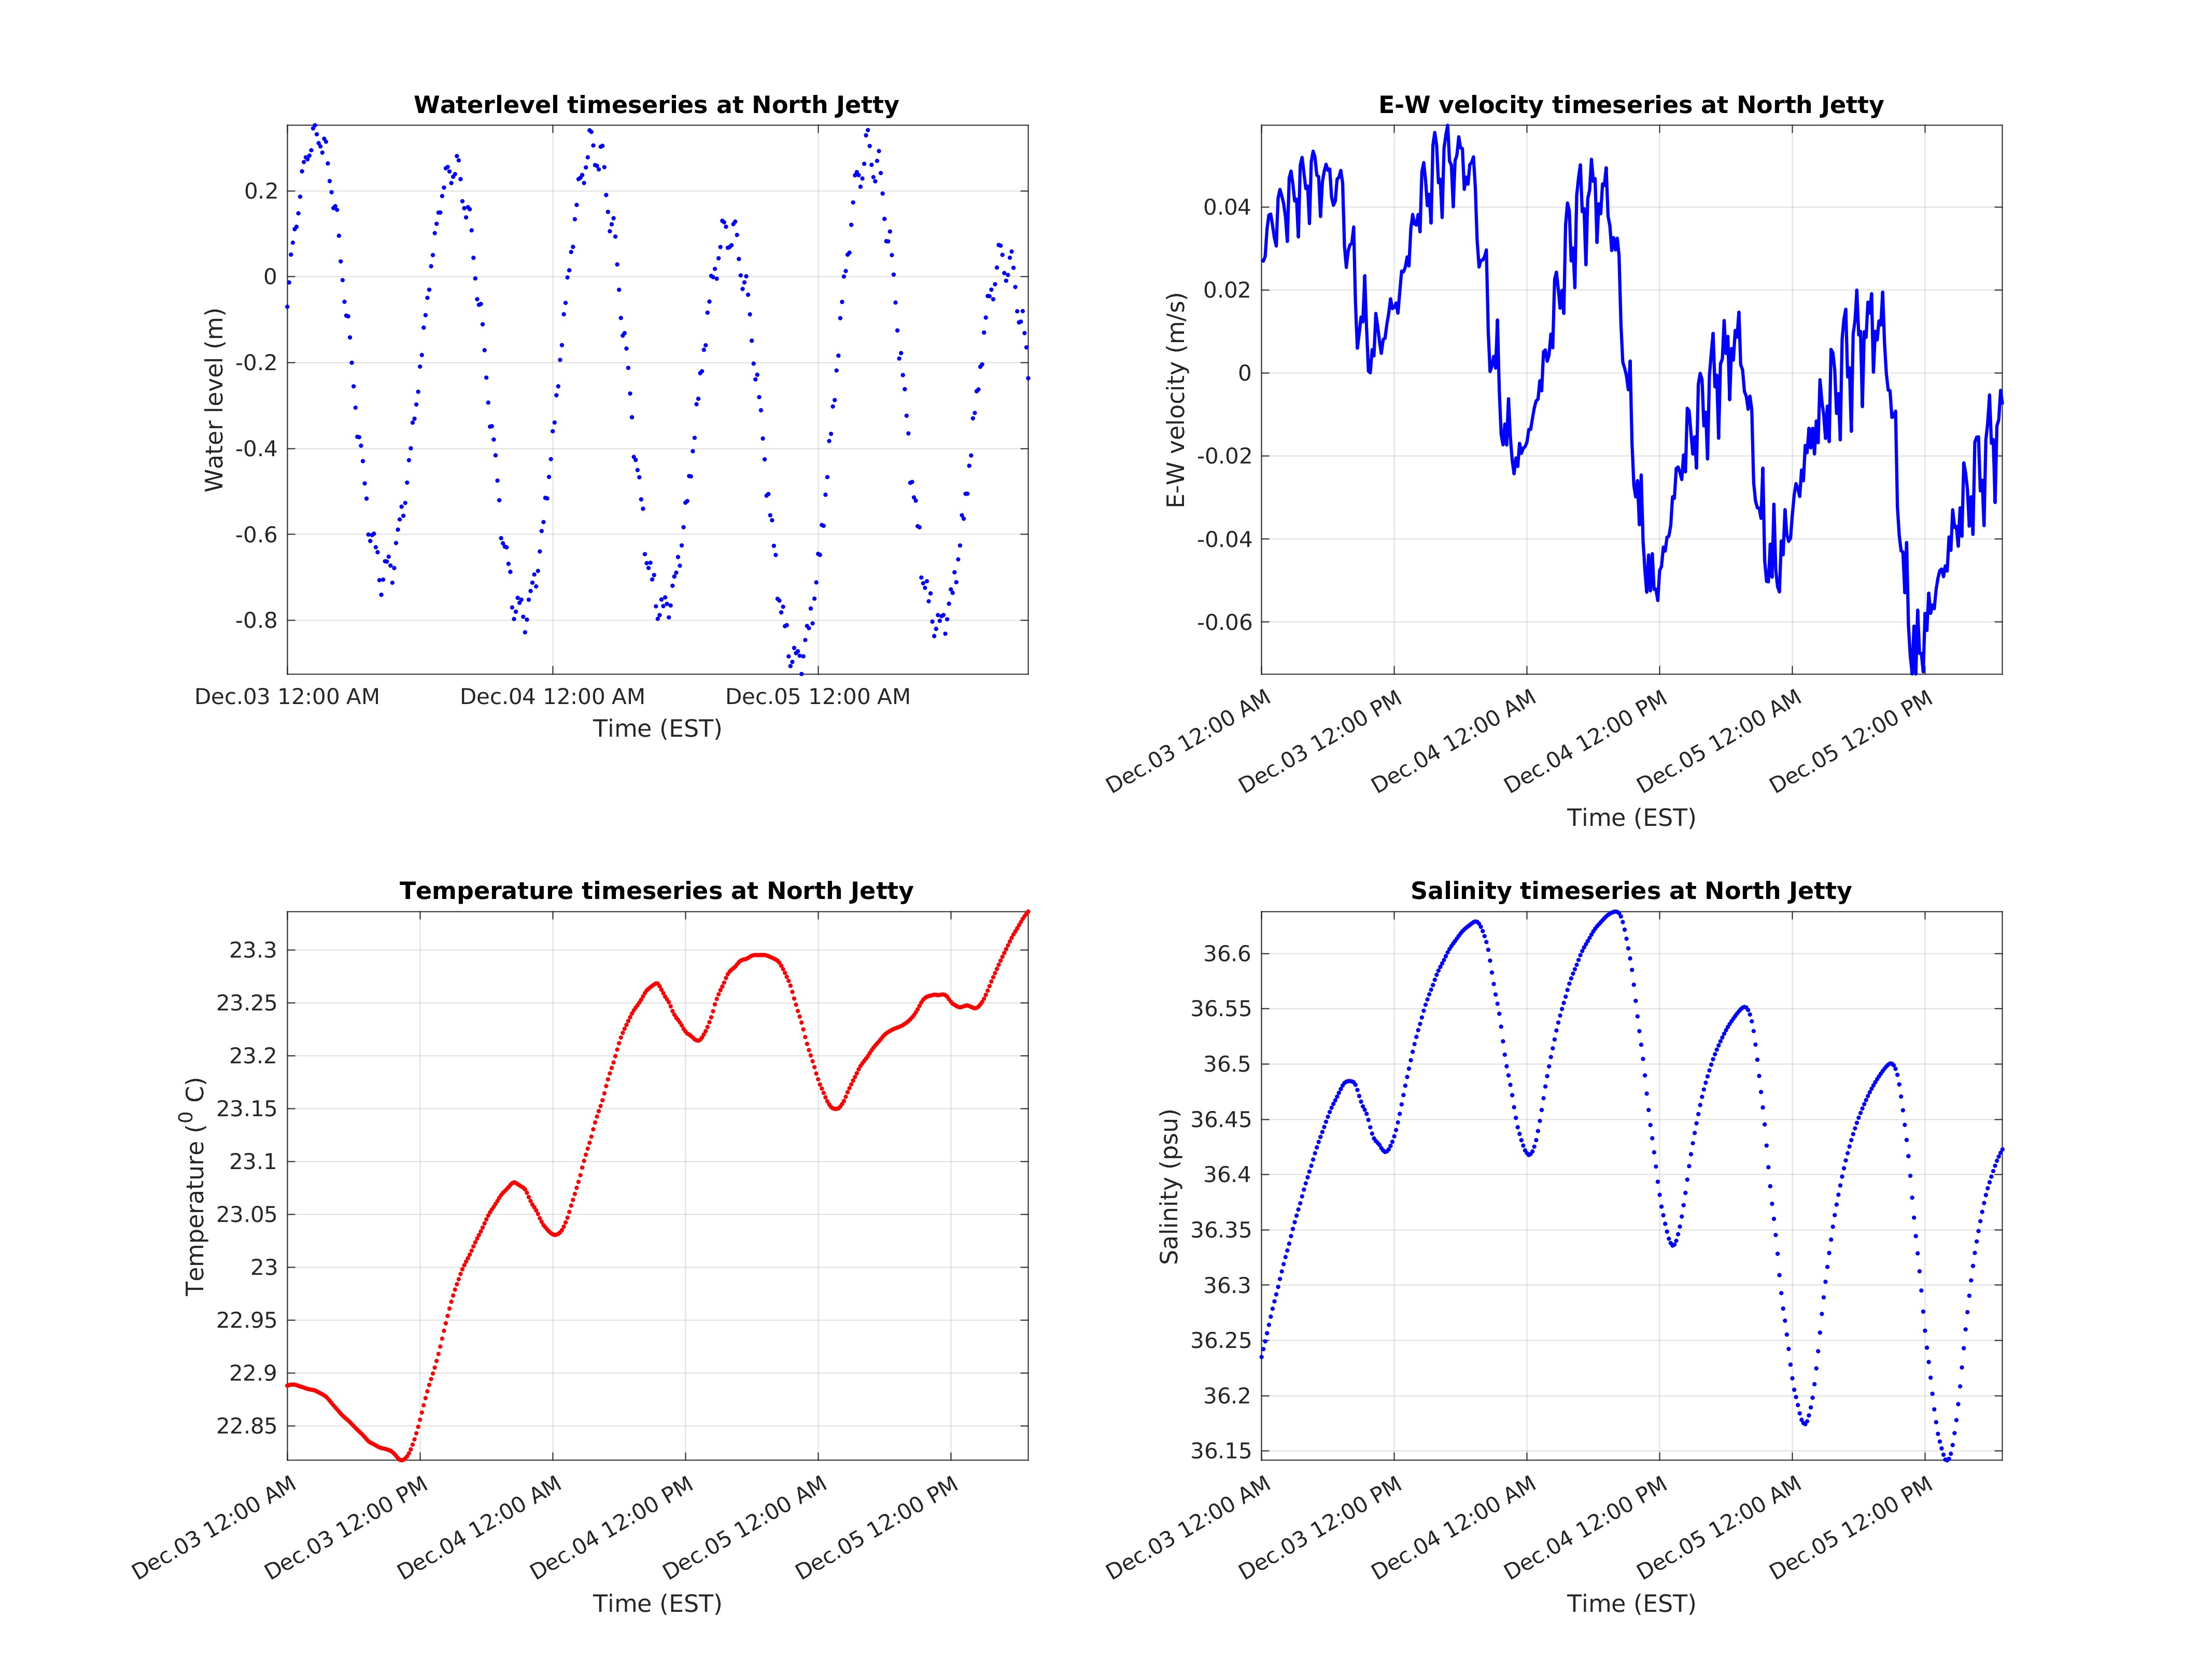 Waterlevel timeseries at North Jetty
0.2
0
-0.2
-0.4
-0.6
-0.8
Water level (m)
Dec.03 12:00 AM Dec.04 12:00 AM Dec.05 12:00 AM
Time (EST)
E-W velocity timeseries at North Jetty
0.04
0.02
0
-0.02
-0.04
-0.06
E-W velocity (m/s)
Dec.03 12:00 AM
Dec.03 12:00 PM
Dec.04 12:00 AM
Dec.04 12:00 PM
Dec.05 12:00 AM
Dec.05 12:00 PM
Time (EST)
Temperature timeseries at North Jetty
23.3
23.25
23.2
23.15
23.1
23.05
23
22.95
22.9
22.85
Temperature (⁰ C)
Dec.03 12:00 AM
Dec.03 12:00 PM
Dec.04 12:00 AM
Dec.04 12:00 PM
Dec.05 12:00 AM
Dec.05 12:00 PM
Time (EST)
Salinity timeseries at North Jetty
36.6
36.55
36.5
36.45
36.4
36.35
36.3
36.25
36.2
36.15
Salinity (psu)
Dec.03 12:00 AM
Dec.03 12:00 PM
Dec.04 12:00 AM
Dec.04 12:00 PM
Dec.05 12:00 AM
Dec.05 12:00 PM
Time (EST)